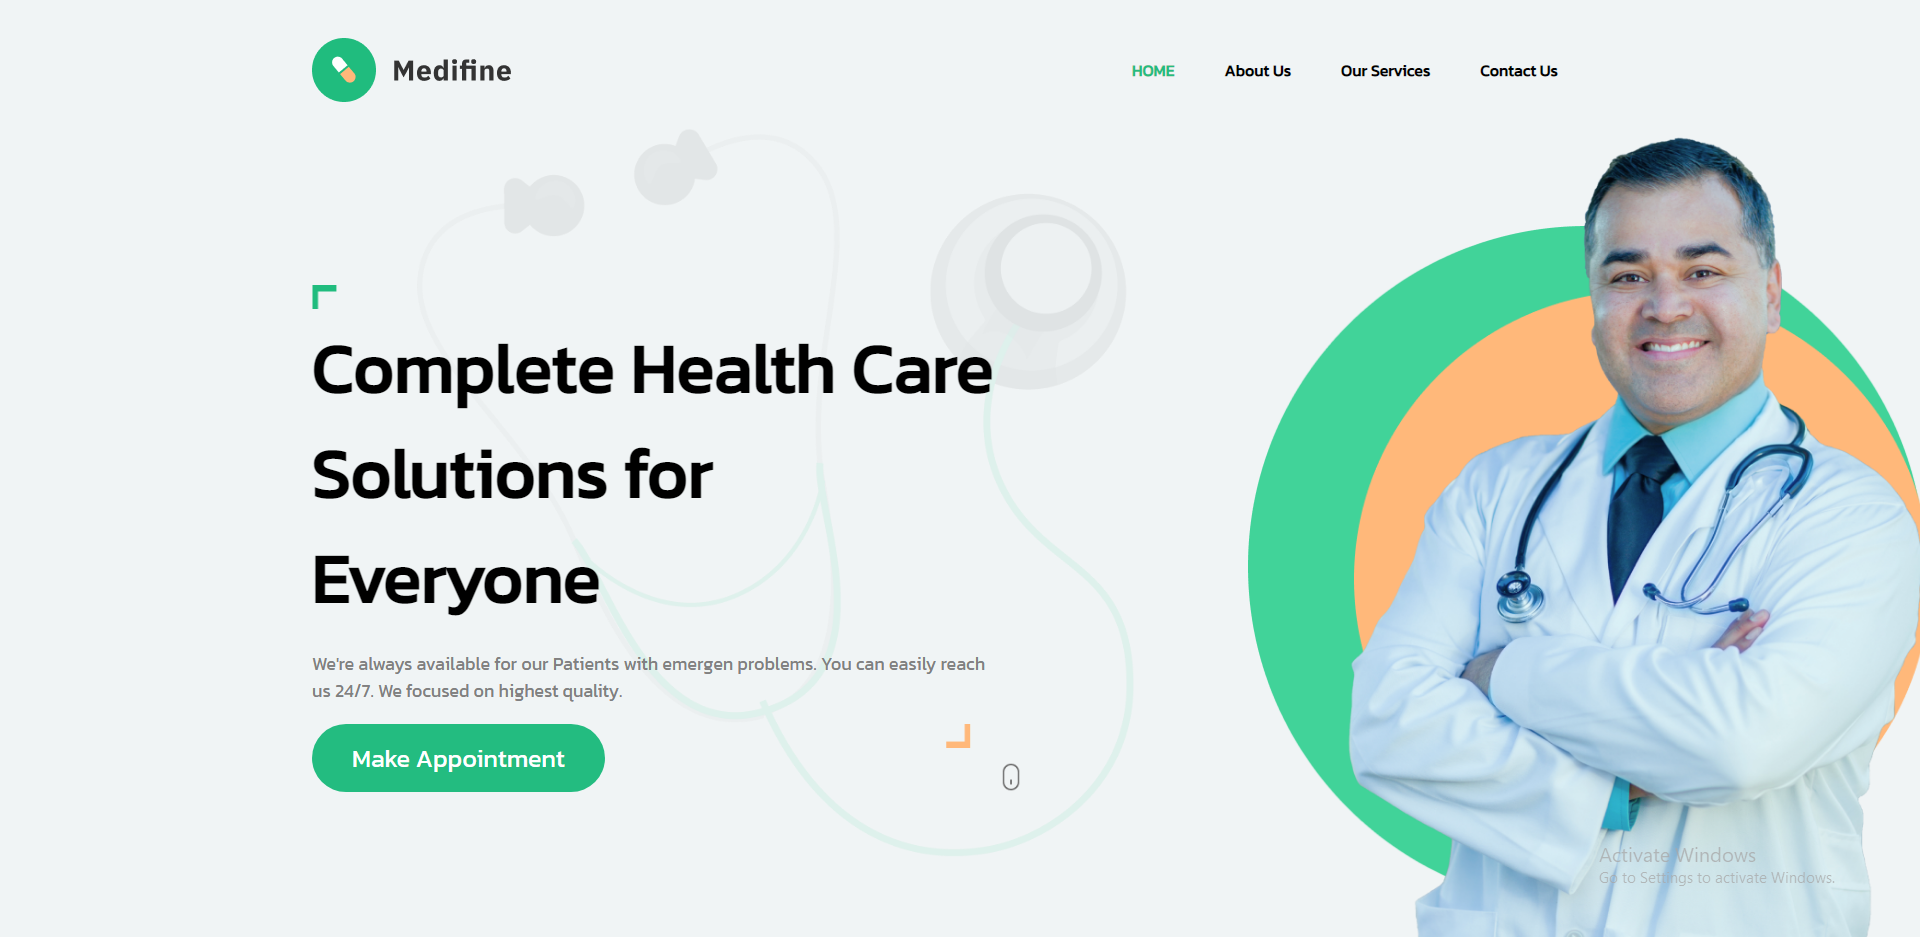 Medifine
HOME About Us Our Services Contact Us
Complete Health Care
Solutions for
Everyone
We're always available for our Patients with emergen problems. You can easily reach
us 24/7. We focused on highest quality.
Make Appointment
Activate Windows
Go to Settings to activate Windows.